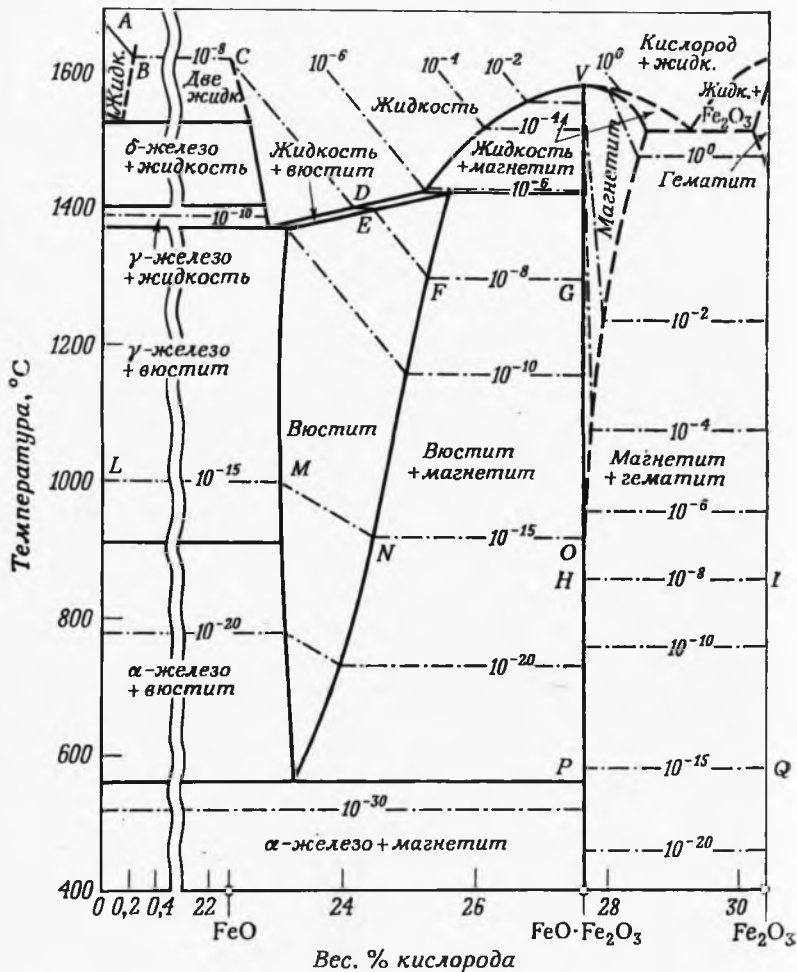 A
B
10⁻⁸
C
Две
жидк.
Жидк.
10⁻⁶
10⁻⁴
10⁻²
V
10⁰
Кислород
+ жидк.
Жидк.+
Fe₂O₃
Жидкость
10⁻⁴
δ-железо
+жидкость
Жидкость
+ вюстит
Жидкость
+магнетит
Магнетит
10⁰
Гематит
10⁻⁶
10⁻¹⁰
D
E
γ-железо
+жидкость
F
10⁻⁸
G
10⁻²
γ-железо
+ вюстит
10⁻¹⁰
Вюстит
Вюстит
+магнетит
10⁻⁴
Магнетит
+ гематит
L
10⁻¹⁵
M
10⁻⁶
N
10⁻¹⁵
O
H
10⁻⁸
I
10⁻²⁰
10⁻¹⁰
α-железо
+ вюстит
10⁻²⁰
P
10⁻¹⁵
Q
10⁻³⁰
α-железо + магнетит
10⁻²⁰
Температура, °C
1600
1400
1200
1000
800
600
400
0 0,2 0,4 22 24 26 28 30
FeO FeO·Fe₂O₃ Fe₂O₃
Вес. % кислорода